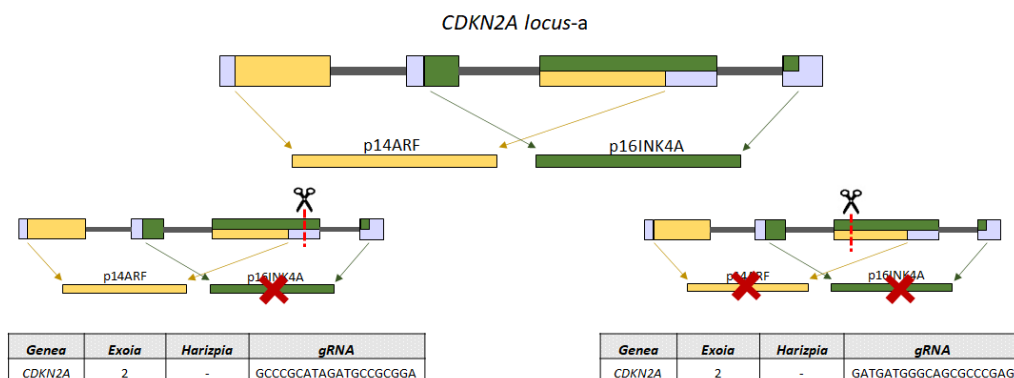 CDKN2A locus-a
p14ARF
p16INK4A
p14ARF
p16INK4A
p14ARF
p16INK4A
Genea Exoia Harizpia gRNA
CDKN2A 2 - GCCCGCATAGATGCCGCGGA
Genea Exoia Harizpia gRNA
CDKN2A 2 - GATGATGGGCAGCGCCCGAG